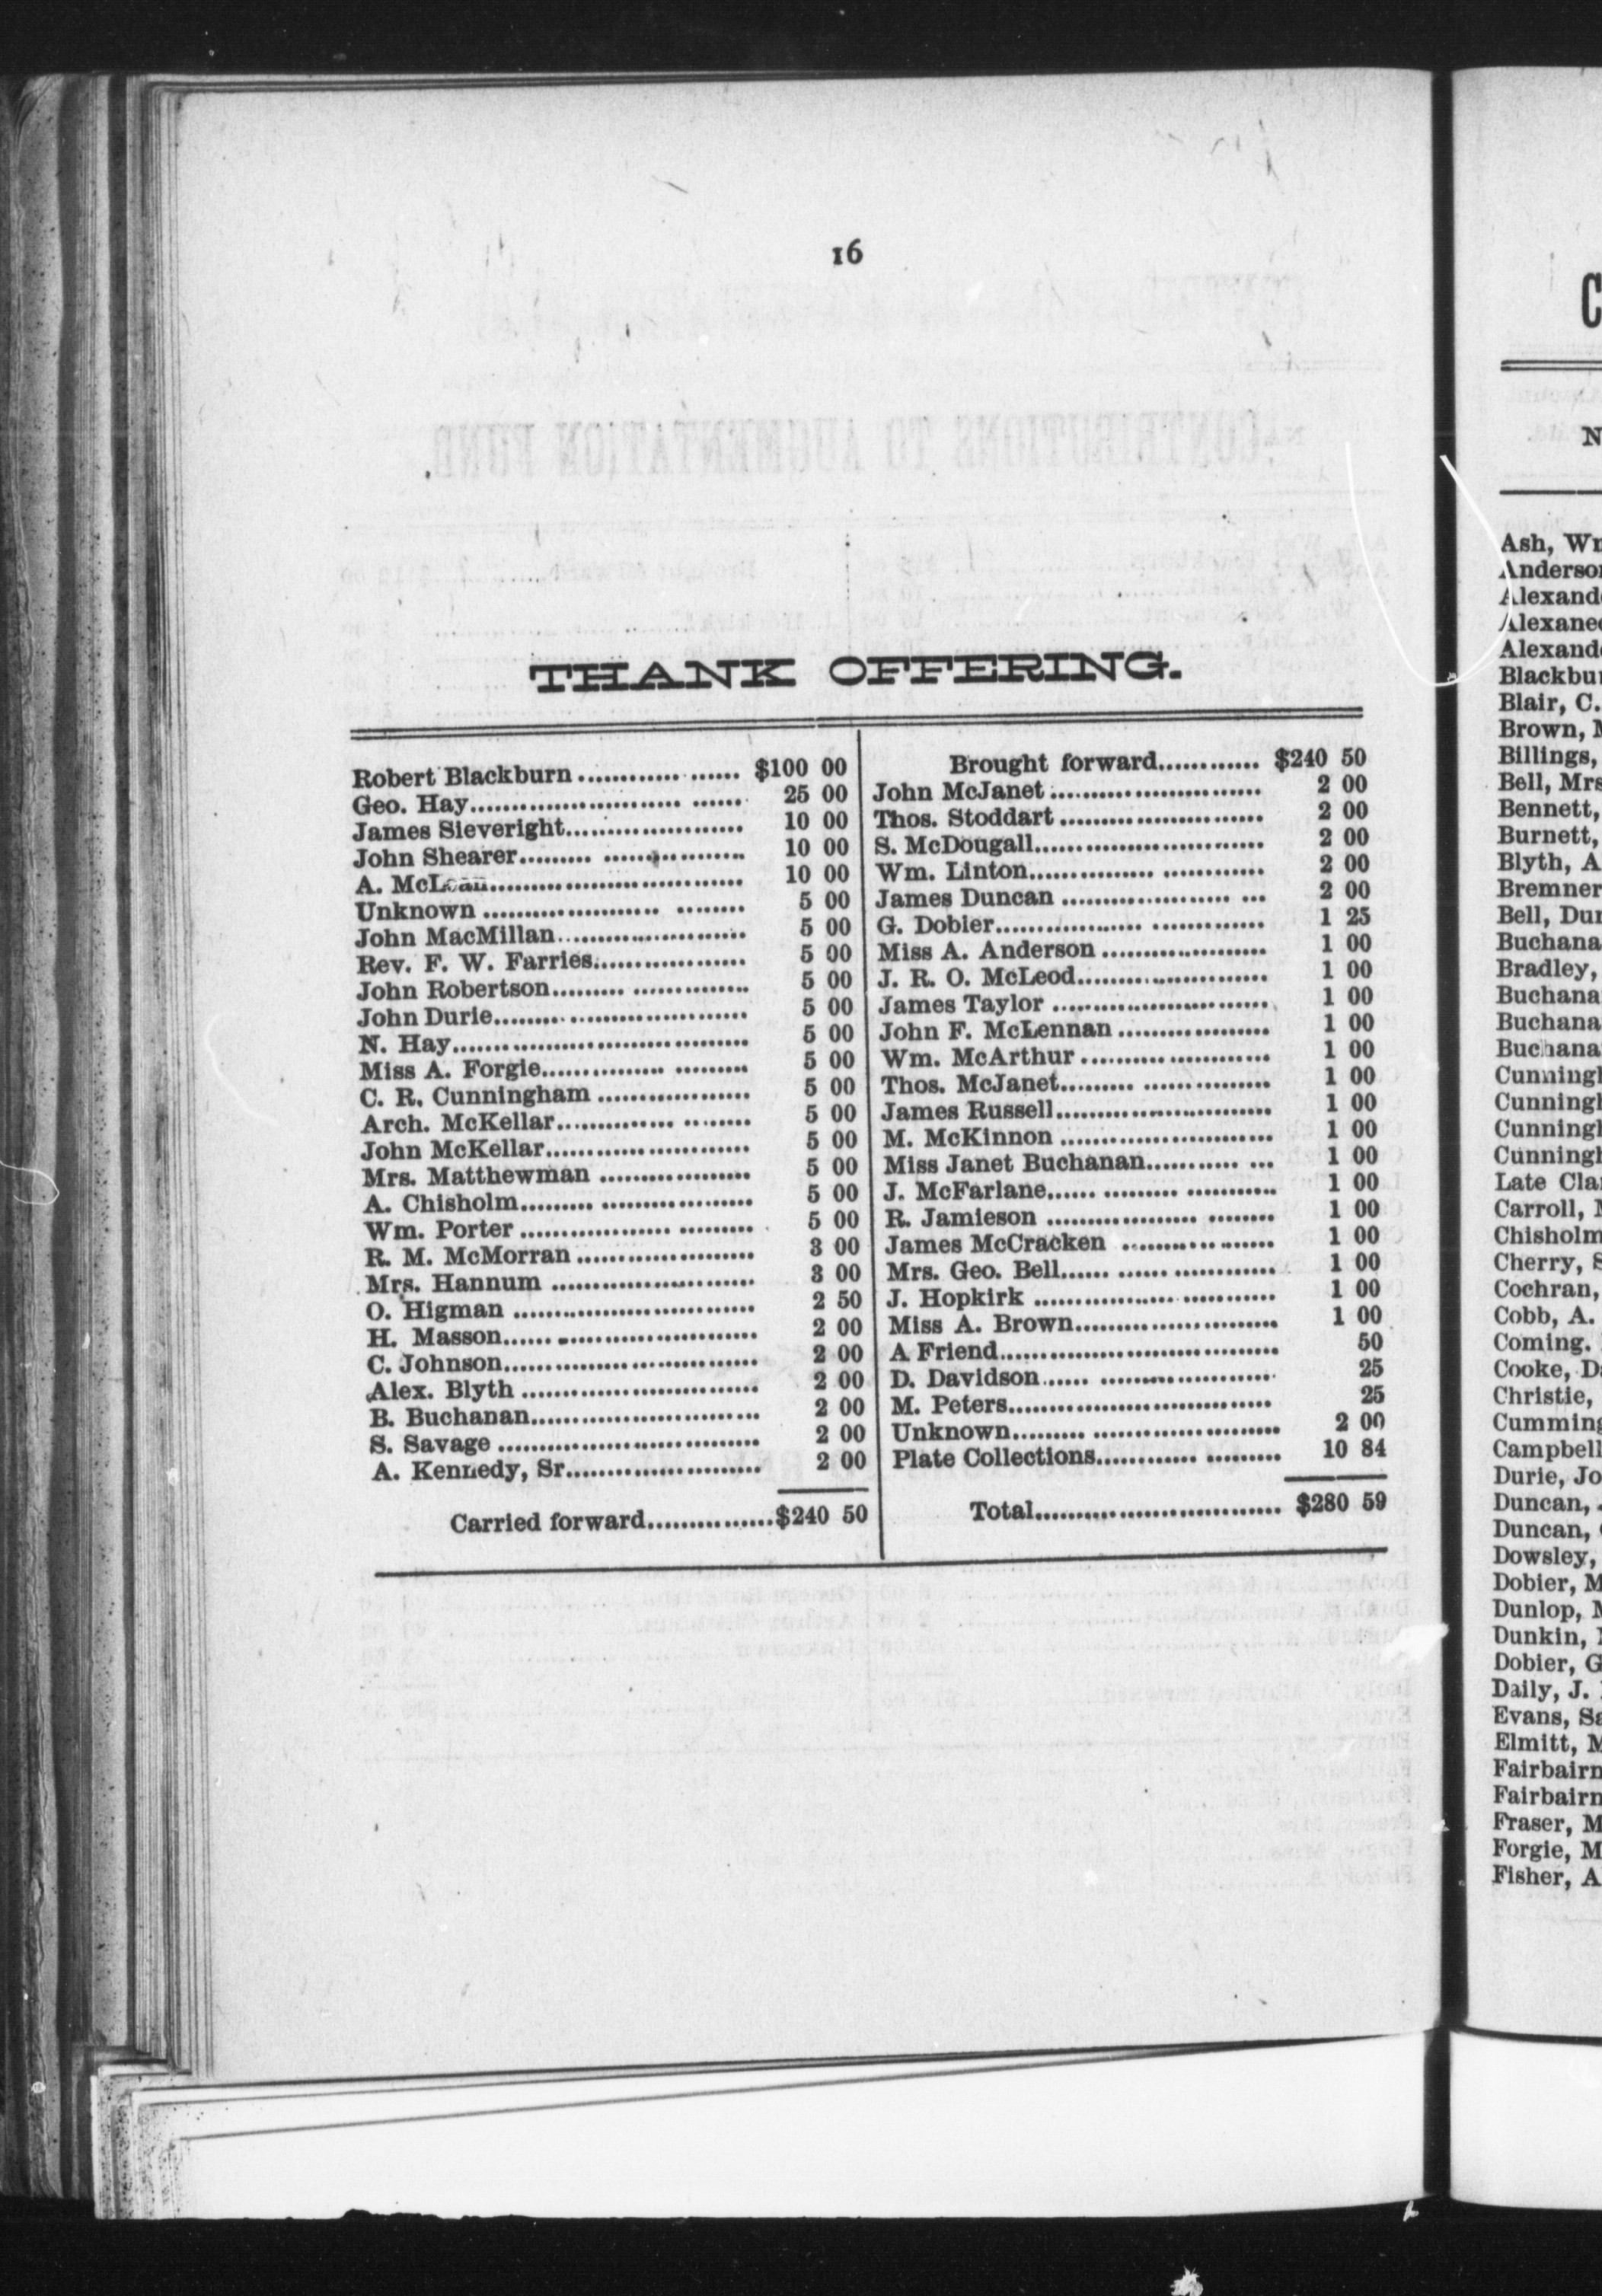 16
THANK OFFERING.
Robert Blackburn.................. $100 00
Geo. Hay.................. 25 00
James Sieveright.................. 10 00
John Shearer.................. 10 00
A. McLean.................. 10 00
Unknown.................. 5 00
John MacMillan.................. 5 00
Rev. F. W. Farries.................. 5 00
John Robertson.................. 5 00
John Durie.................. 5 00
N. Hay.................. 5 00
Miss A. Forgie.................. 5 00
C. R. Cunningham.................. 5 00
Arch. McKellar.................. 5 00
John McKellar.................. 5 00
Mrs. Matthewman.................. 5 00
A. Chisholm.................. 5 00
Wm. Porter.................. 5 00
R. M. McMorran.................. 3 00
Mrs. Hannum.................. 3 00
O. Higman.................. 2 50
H. Masson.................. 2 00
C. Johnson.................. 2 00
Alex. Blyth.................. 2 00
B. Buchanan.................. 2 00
S. Savage.................. 2 00
A. Kennedy, Sr.................. 2 00
Carried forward............... $240 50
Brought forward............ $240 50
John McJanet.................. 2 00
Thos. Stoddart.................. 2 00
S. McDougall.................. 2 00
Wm. Linton.................. 2 00
James Duncan.................. 2 00
G. Dobier.................. 1 25
Miss A. Anderson.................. 1 00
J. R. O. McLeod.................. 1 00
James Taylor.................. 1 00
John F. McLennan.................. 1 00
Wm. McArthur.................. 1 00
Thos. McJanet.................. 1 00
James Russell.................. 1 00
M. McKinnon.................. 1 00
Miss Janet Buchanan.................. 1 00
J. McFarlane.................. 1 00
R. Jamieson.................. 1 00
James McCracken.................. 1 00
Mrs. Geo. Bell.................. 1 00
J. Hopkirk.................. 1 00
Miss A. Brown.................. 1 00
A Friend.................. 50
D. Davidson.................. 25
M. Peters.................. 25
Unknown.................. 2 00
Plate Collections.................. 10 84
Total.................. $280 59
C
N
Ash, Wm
Anderson
Alexande
Alexande
Alexande
Blackbur
Blair, C.
Brown, M
Billings,
Bell, Mrs
Bennett,
Burnett,
Blyth, A
Bremner
Bell, Dun
Buchana
Bradley,
Buchana
Buchana
Buchana
Cunningh
Cunningh
Cunningh
Cunningh
Late Clar
Carroll, M
Chisholm
Cherry, S
Cochran,
Cobb, A.
Coming.
Cooke, Da
Christie,
Cumming
Campbell
Durie, Jo
Duncan, J
Duncan,
Dowsley,
Dobier, M
Dunlop, M
Dunkin,
Dobier, G
Daily, J.
Evans, Sa
Elmitt, M
Fairbairn
Fairbairn
Fraser, M
Forgie, M
Fisher, A